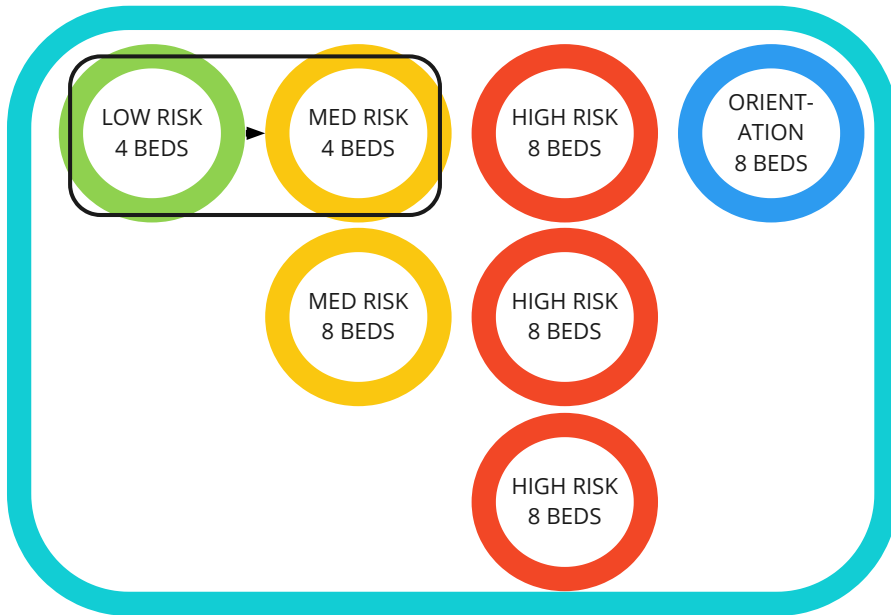 LOW RISK
4 BEDS
MED RISK
4 BEDS
HIGH RISK
8 BEDS
ORIENT-
ATION
8 BEDS
MED RISK
8 BEDS
HIGH RISK
8 BEDS
HIGH RISK
8 BEDS